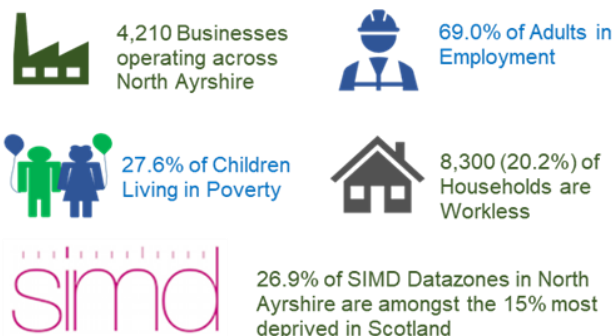 4,210 Businesses
operating across
North Ayrshire
69.0% of Adults in
Employment
27.6% of Children
Living in Poverty
8,300 (20.2%) of
Households are
Workless
simd
26.9% of SIMD Datazones in North
Ayrshire are amongst the 15% most
deprived in Scotland